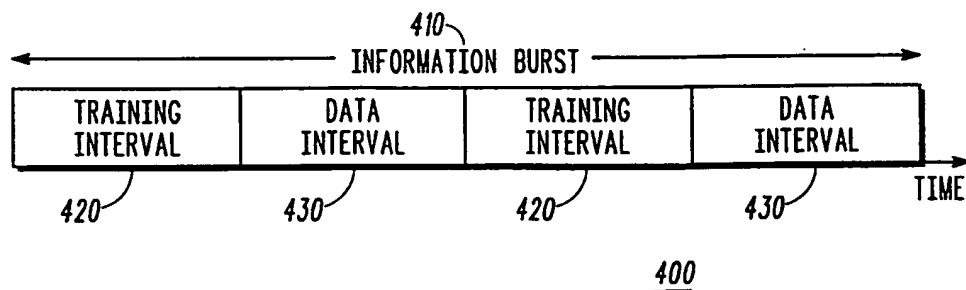 410
INFORMATION BURST
TRAINING INTERVAL
DATA INTERVAL
TRAINING INTERVAL
DATA INTERVAL
TIME
420
430
420
430
400